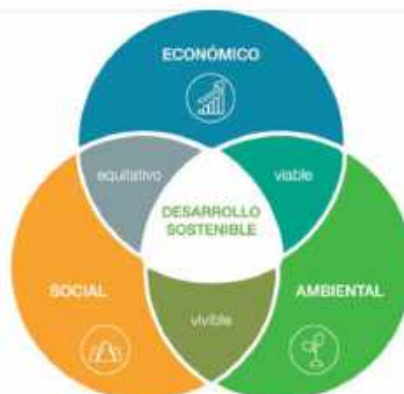 ECONÓMICO
equitativo
viable
DESARROLLO
SOSTENIBLE
SOCIAL
AMBIENTAL
vivible